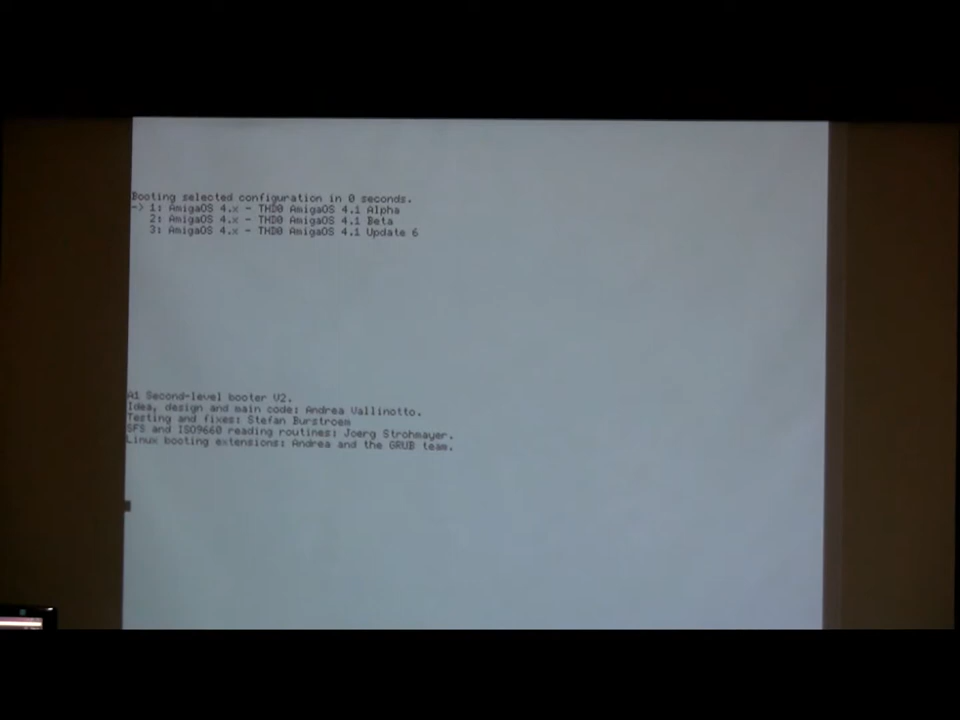 Booting selected configuration in 0 seconds.
-> 1: AmigaOS 4.x - THD0 AmigaOS 4.1 Alpha
2: AmigaOS 4.x - THD0 AmigaOS 4.1 Beta
3: AmigaOS 4.x - THD0 AmigaOS 4.1 Update 6
A1 Second-level booter V2.
Idea, design and main code: Andrea Vallinotto.
Testing and fixes: Stefan Burstroem
SFS and ISO9660 reading routines: Joerg Strohmayer.
Linux booting extensions: Andrea and the GRUB team.